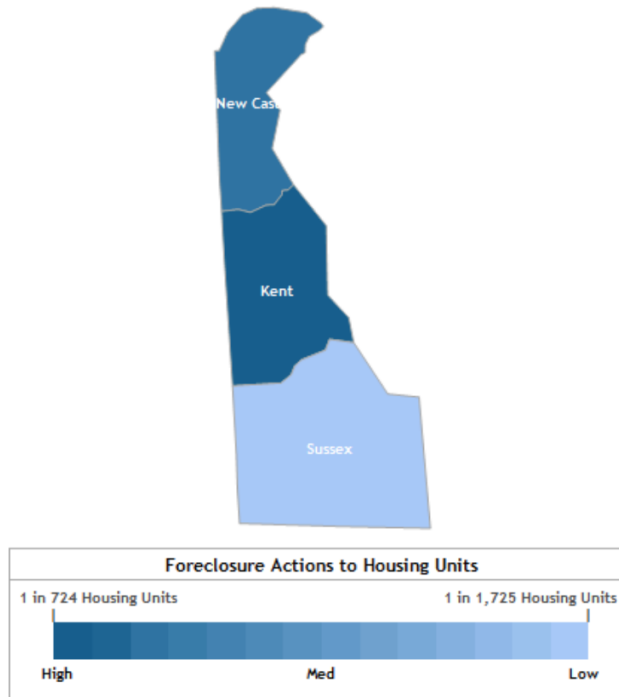 New Cas
Kent
Sussex
Foreclosure Actions to Housing Units
1 in 724 Housing Units 1 in 1,725 Housing Units
High Med Low